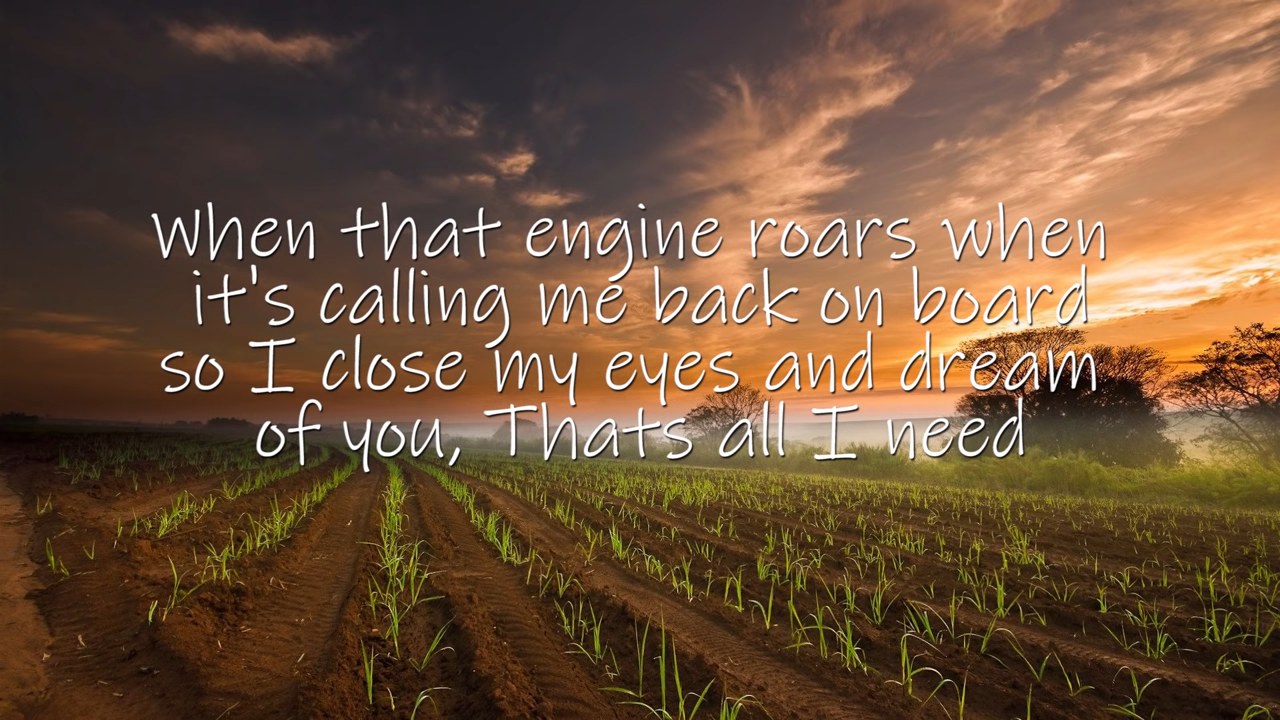 When that engine roars when
it's calling me back on board
so I close my eyes and dream
of you, Thats all I need